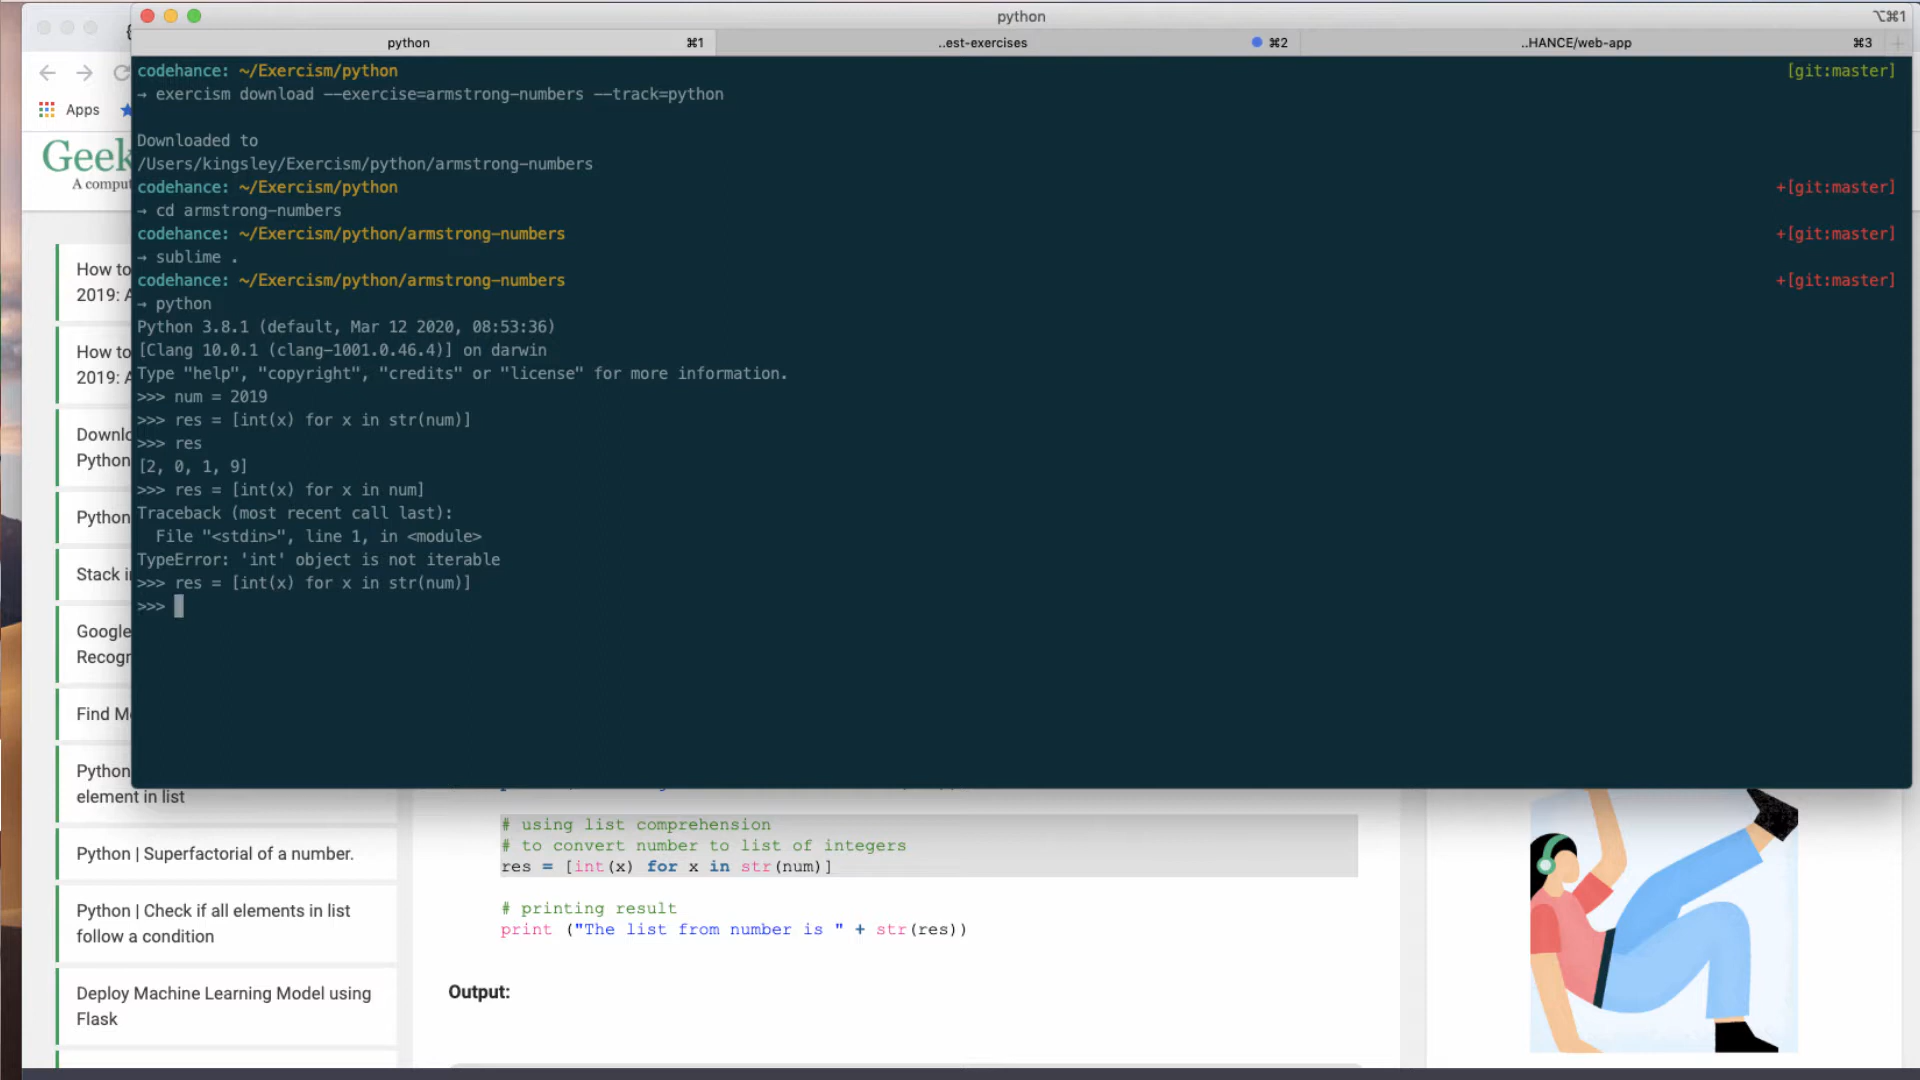 python
⌥⌘1
python ⌘1
..est-exercises ⌘2
..HANCE/web-app ⌘3
codehance: ~/Exercism/python [git:master]
→ exercism download --exercise=armstrong-numbers --track=python
Downloaded to
/Users/kingsley/Exercism/python/armstrong-numbers
codehance: ~/Exercism/python +[git:master]
→ cd armstrong-numbers
codehance: ~/Exercism/python/armstrong-numbers +[git:master]
→ sublime .
codehance: ~/Exercism/python/armstrong-numbers +[git:master]
→ python
Python 3.8.1 (default, Mar 12 2020, 08:53:36)
[Clang 10.0.1 (clang-1001.0.46.4)] on darwin
Type "help", "copyright", "credits" or "license" for more information.
>>> num = 2019
>>> res = [int(x) for x in str(num)]
>>> res
[2, 0, 1, 9]
>>> res = [int(x) for x in num]
Traceback (most recent call last):
  File "<stdin>", line 1, in <module>
TypeError: 'int' object is not iterable
>>> res = [int(x) for x in str(num)]
>>>
Apps
Geek
A compu
How to
2019: A
How to
2019: A
Downlo
Python
Python
Stack i
Google
Recogn
Find M
Python
element in list
Python | Superfactorial of a number.
Python | Check if all elements in list
follow a condition
Deploy Machine Learning Model using
Flask
# using list comprehension
# to convert number to list of integers
res = [int(x) for x in str(num)]
# printing result
print ("The list from number is " + str(res))
Output: